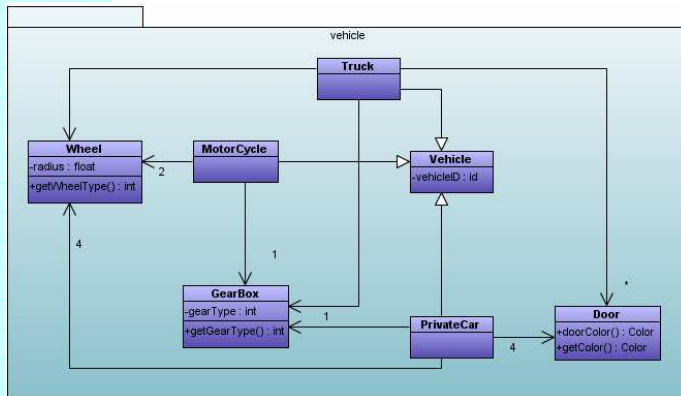 vehicle
Truck
Wheel
-radius : float
+getWheelType() : int
MotorCycle
2
Vehicle
-vehicleID : id
4
1
GearBox
-gearType : int
+getGearType() : int
1
PrivateCar
4
*
Door
+doorColor() : Color
+getColor() : Color